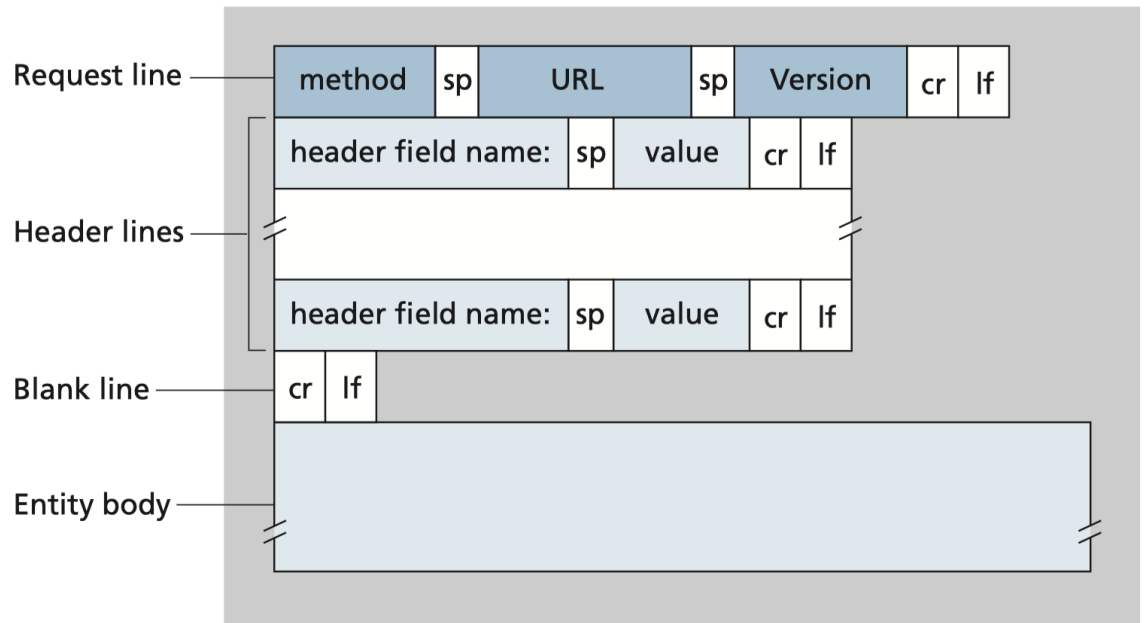 Request line method sp URL sp Version cr lf
header field name: sp value cr lf
Header lines
header field name: sp value cr lf
Blank line cr lf
Entity body